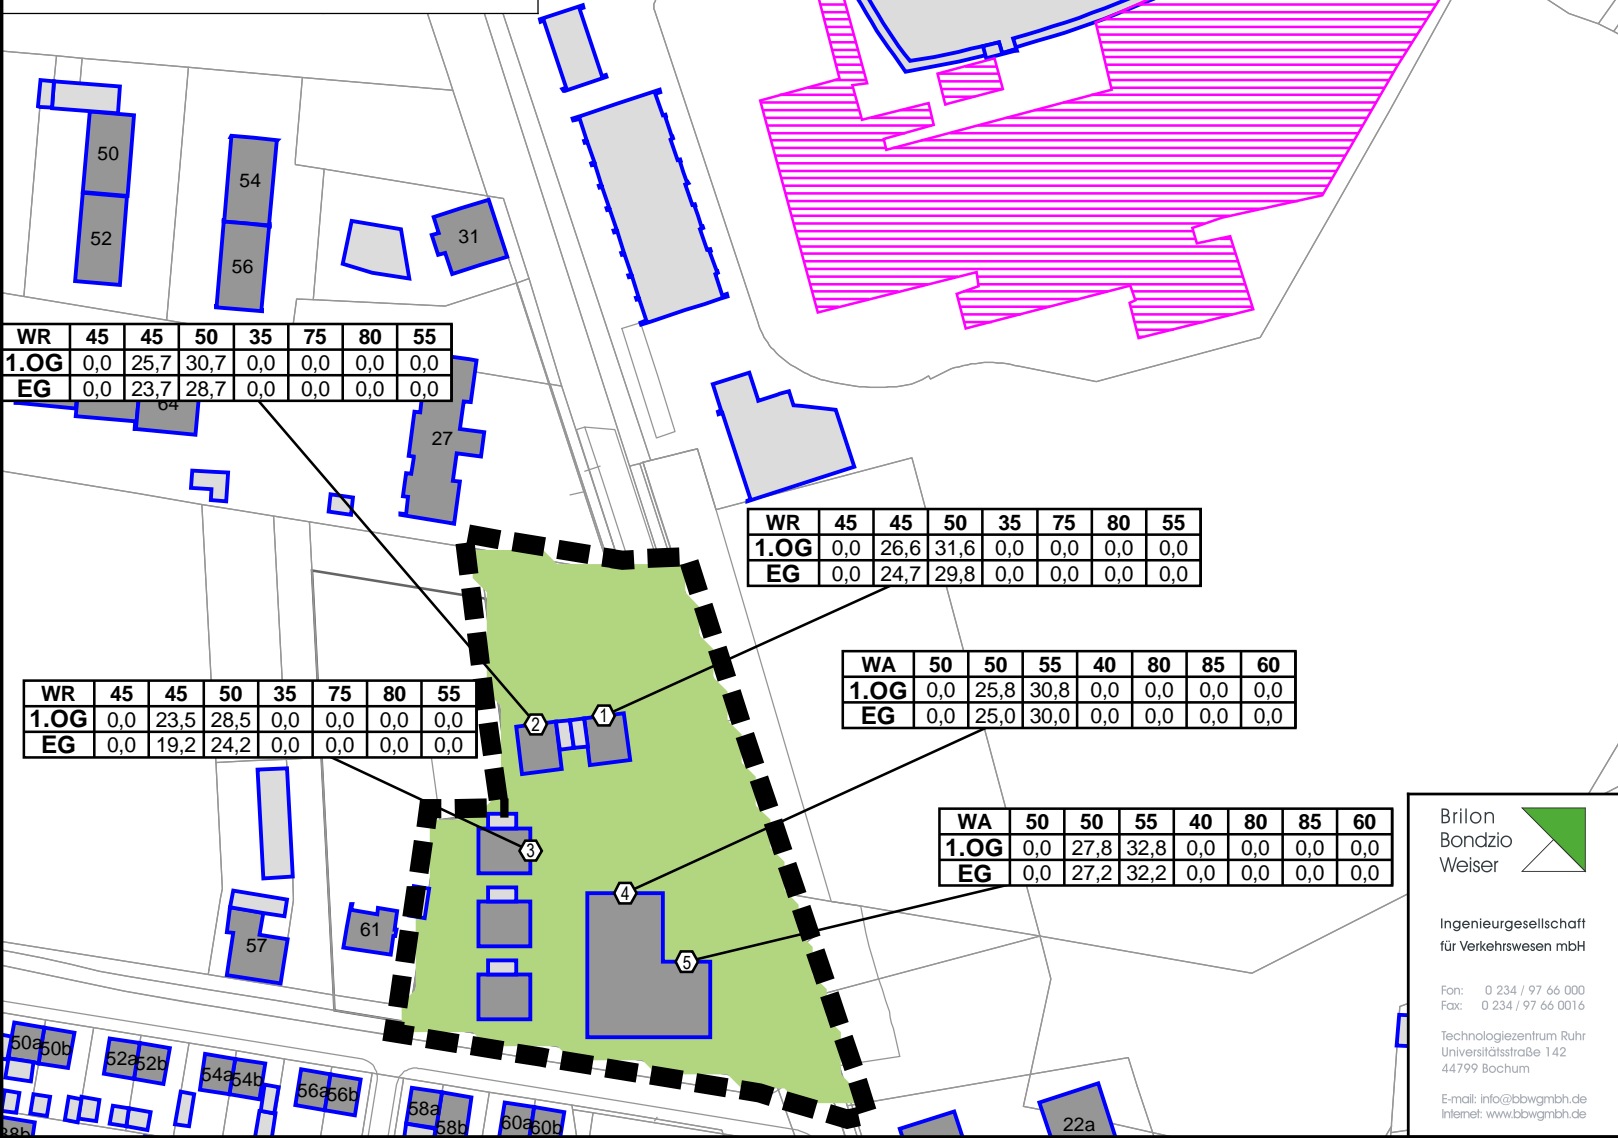 50
54
52
56
31
WR 45 45 50 35 75 80 55
1.OG 0,0 25,7 30,7 0,0 0,0 0,0 0,0
EG 0,0 23,7 28,7 0,0 0,0 0,0 0,0
64
27
WR 45 45 50 35 75 80 55
1.OG 0,0 26,6 31,6 0,0 0,0 0,0 0,0
EG 0,0 24,7 29,8 0,0 0,0 0,0 0,0
WA 50 50 55 40 80 85 60
1.OG 0,0 25,8 30,8 0,0 0,0 0,0 0,0
EG 0,0 25,0 30,0 0,0 0,0 0,0 0,0
WR 45 45 50 35 75 80 55
1.OG 0,0 23,5 28,5 0,0 0,0 0,0 0,0
EG 0,0 19,2 24,2 0,0 0,0 0,0 0,0
2
1
WA 50 50 55 40 80 85 60
1.OG 0,0 27,8 32,8 0,0 0,0 0,0 0,0
EG 0,0 27,2 32,2 0,0 0,0 0,0 0,0
3
4
5
57
61
50a 50b
52a 52b
54a 54b
56a 56b
58a
58b
60a 60b
22a
Brilon
Bondzio
Weiser
Ingenieurgesellschaft
für Verkehrswesen mbH
Fon: 0 234 / 97 66 000
Fax: 0 234 / 97 66 0016
Technologiezentrum Ruhr
Universitätsstraße 142
44799 Bochum
E-mail: info@bbwgmbh.de
Internet: www.bbwgmbh.de